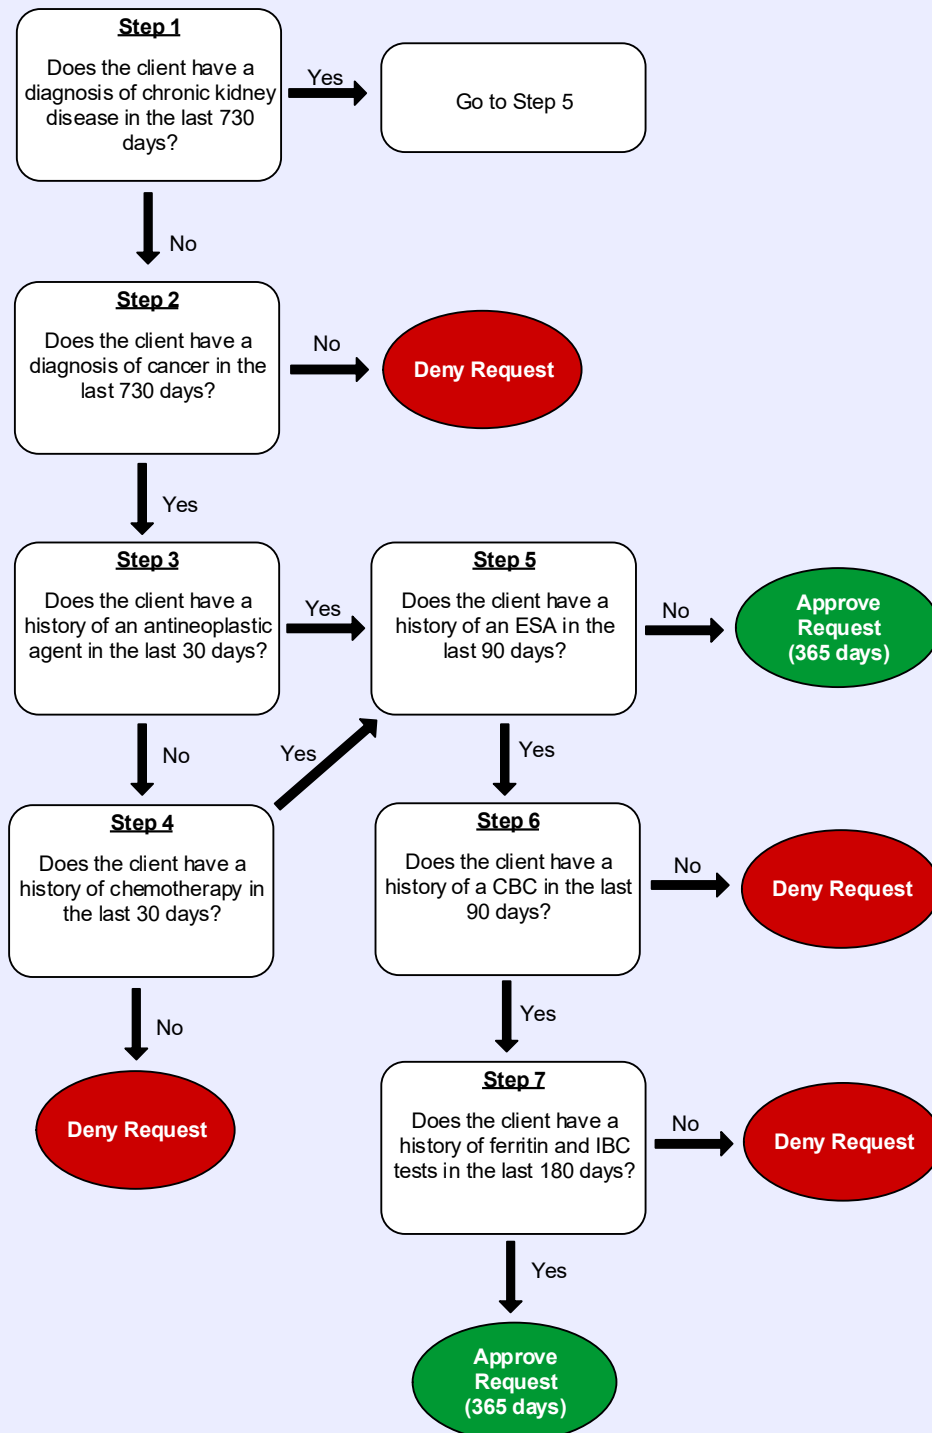 Step 1
Does the client have a
diagnosis of chronic kidney
disease in the last 730
days?
Yes
Go to Step 5
No
Step 2
Does the client have a
diagnosis of cancer in the
last 730 days?
No
Deny Request
Yes
Step 3
Does the client have a
history of an antineoplastic
agent in the last 30 days?
Yes
Step 5
Does the client have a
history of an ESA in the
last 90 days?
No
Approve
Request
(365 days)
No
Yes
Yes
Step 4
Does the client have a
history of chemotherapy in
the last 30 days?
Step 6
Does the client have a
history of a CBC in the last
90 days?
No
Deny Request
No
Deny Request
Yes
Step 7
Does the client have a
history of ferritin and IBC
tests in the last 180 days?
No
Deny Request
Yes
Approve
Request
(365 days)